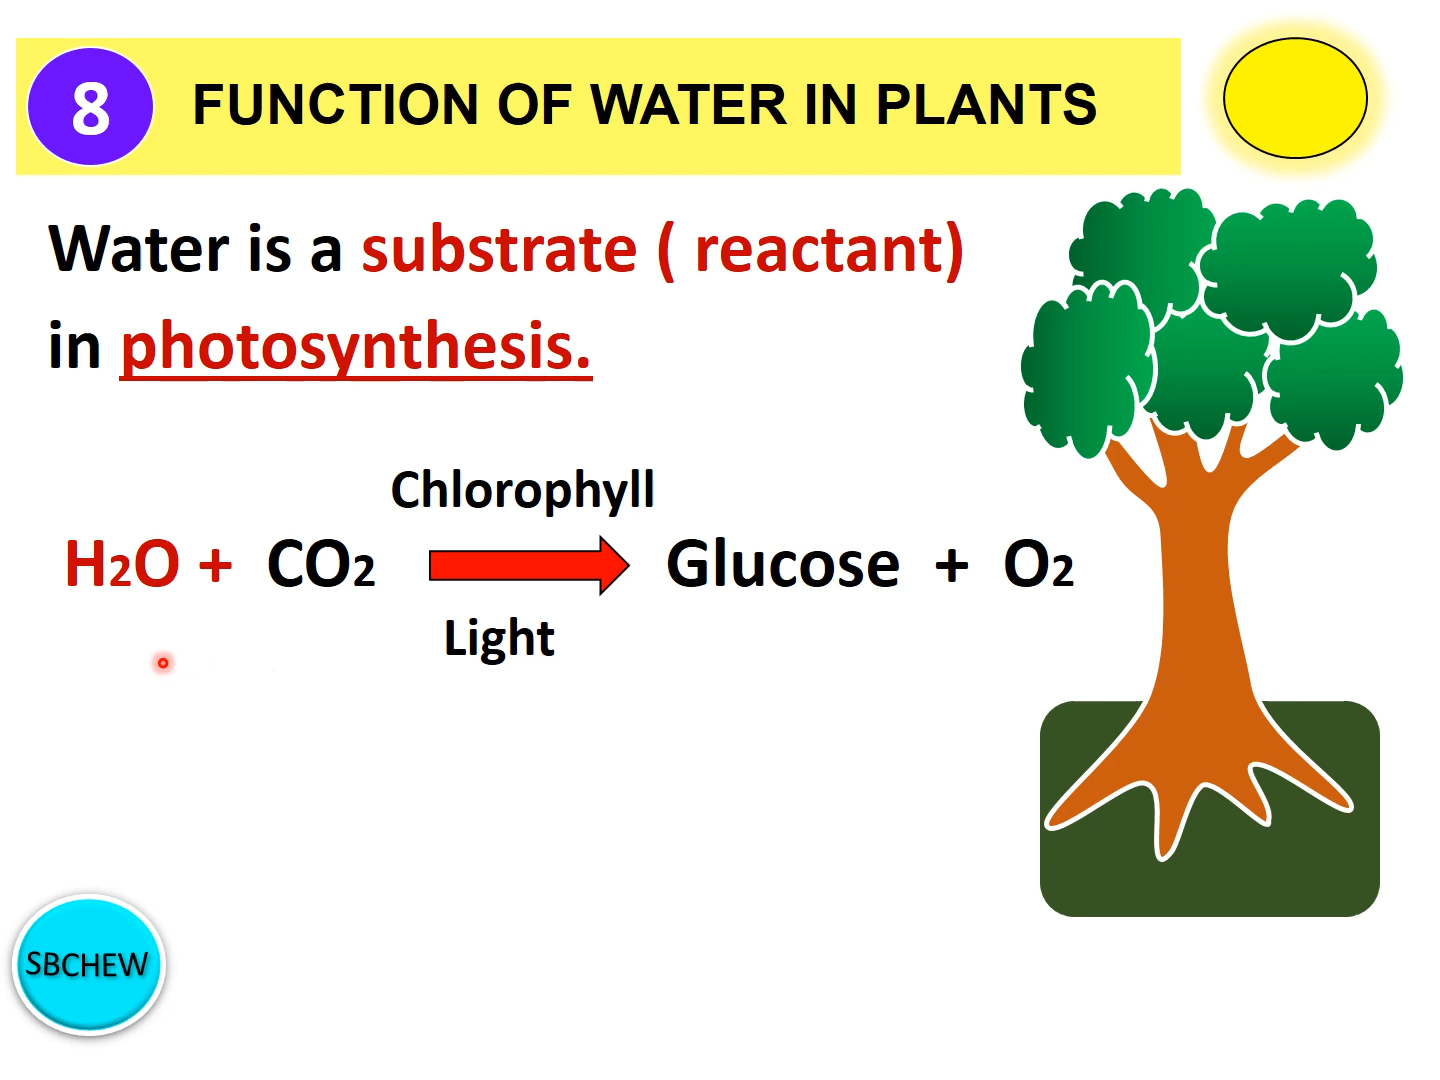 8 FUNCTION OF WATER IN PLANTS
Water is a substrate ( reactant)
in photosynthesis.
Chlorophyll
H2O + CO2 Glucose + O2
Light
SBCHEW